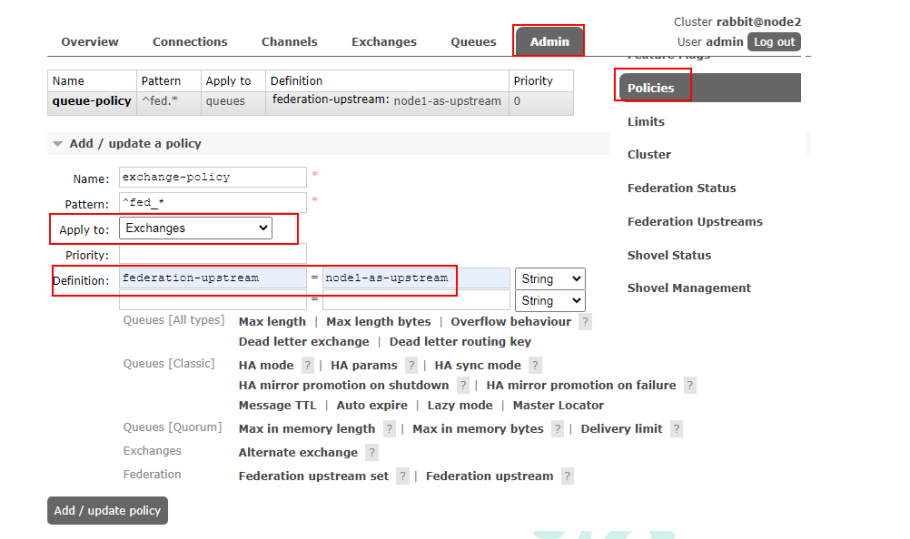 Cluster rabbit@node2
Overview Connections Channels Exchanges Queues Admin User admin Log out
Feature Flags
Name Pattern Apply to Definition Priority
queue-policy ^fed.* queues federation-upstream: node1-as-upstream 0
Policies
Limits
Add / update a policy
Cluster
Name: exchange-policy *
Federation Status
Pattern: ^fed_* *
Federation Upstreams
Apply to: Exchanges
Priority:
Shovel Status
Definition: federation-upstream = node1-as-upstream String
Shovel Management
= String
Queues [All types] Max length | Max length bytes | Overflow behaviour ?
Dead letter exchange | Dead letter routing key
Queues [Classic] HA mode ? | HA params ? | HA sync mode ?
HA mirror promotion on shutdown ? | HA mirror promotion on failure ?
Message TTL | Auto expire | Lazy mode | Master Locator
Queues [Quorum] Max in memory length ? | Max in memory bytes ? | Delivery limit ?
Exchanges Alternate exchange ?
Federation Federation upstream set ? | Federation upstream ?
Add / update policy